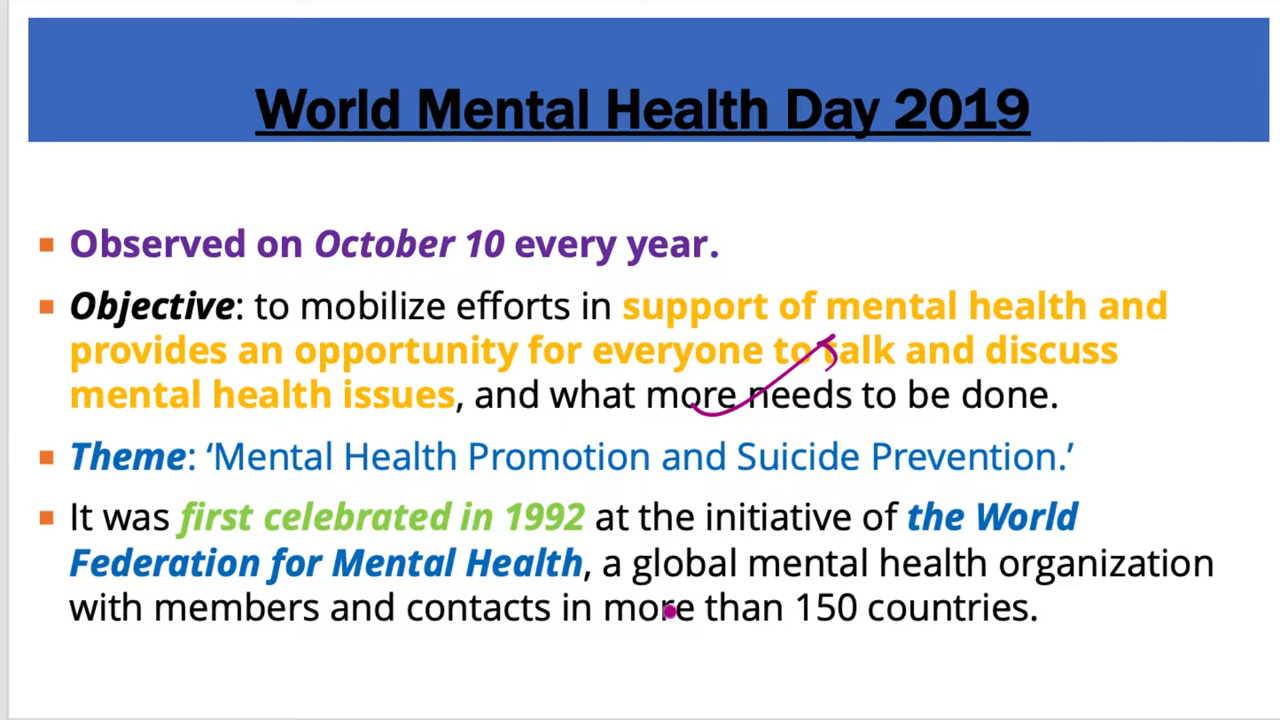 World Mental Health Day 2019
Observed on October 10 every year.
Objective: to mobilize efforts in support of mental health and
provides an opportunity for everyone to talk and discuss
mental health issues, and what more needs to be done.
Theme: ‘Mental Health Promotion and Suicide Prevention.’
It was first celebrated in 1992 at the initiative of the World
Federation for Mental Health, a global mental health organization
with members and contacts in more than 150 countries.